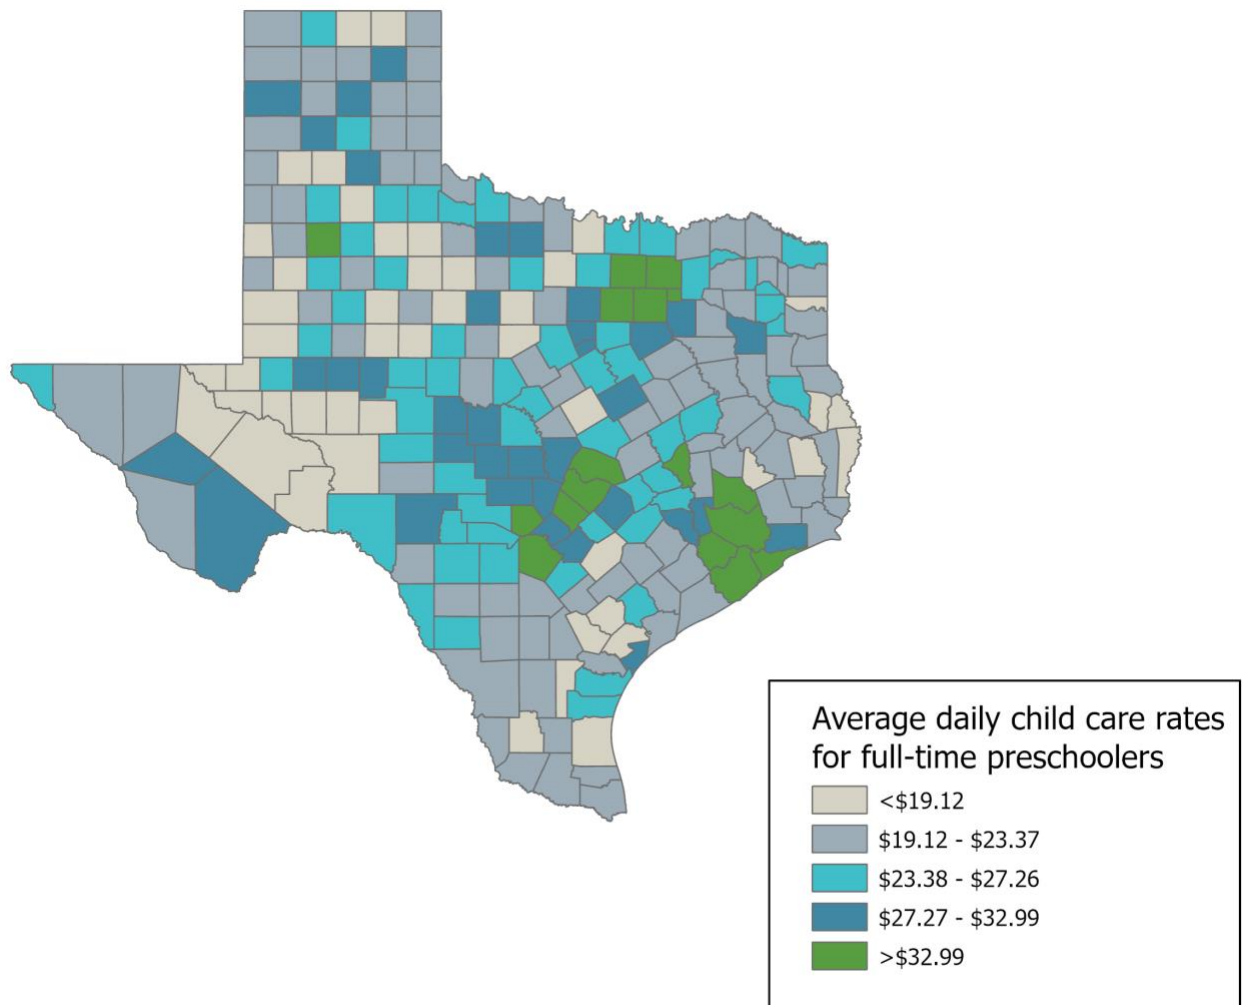 Average daily child care rates
for full-time preschoolers
<$19.12
$19.12 - $23.37
$23.38 - $27.26
$27.27 - $32.99
>$32.99